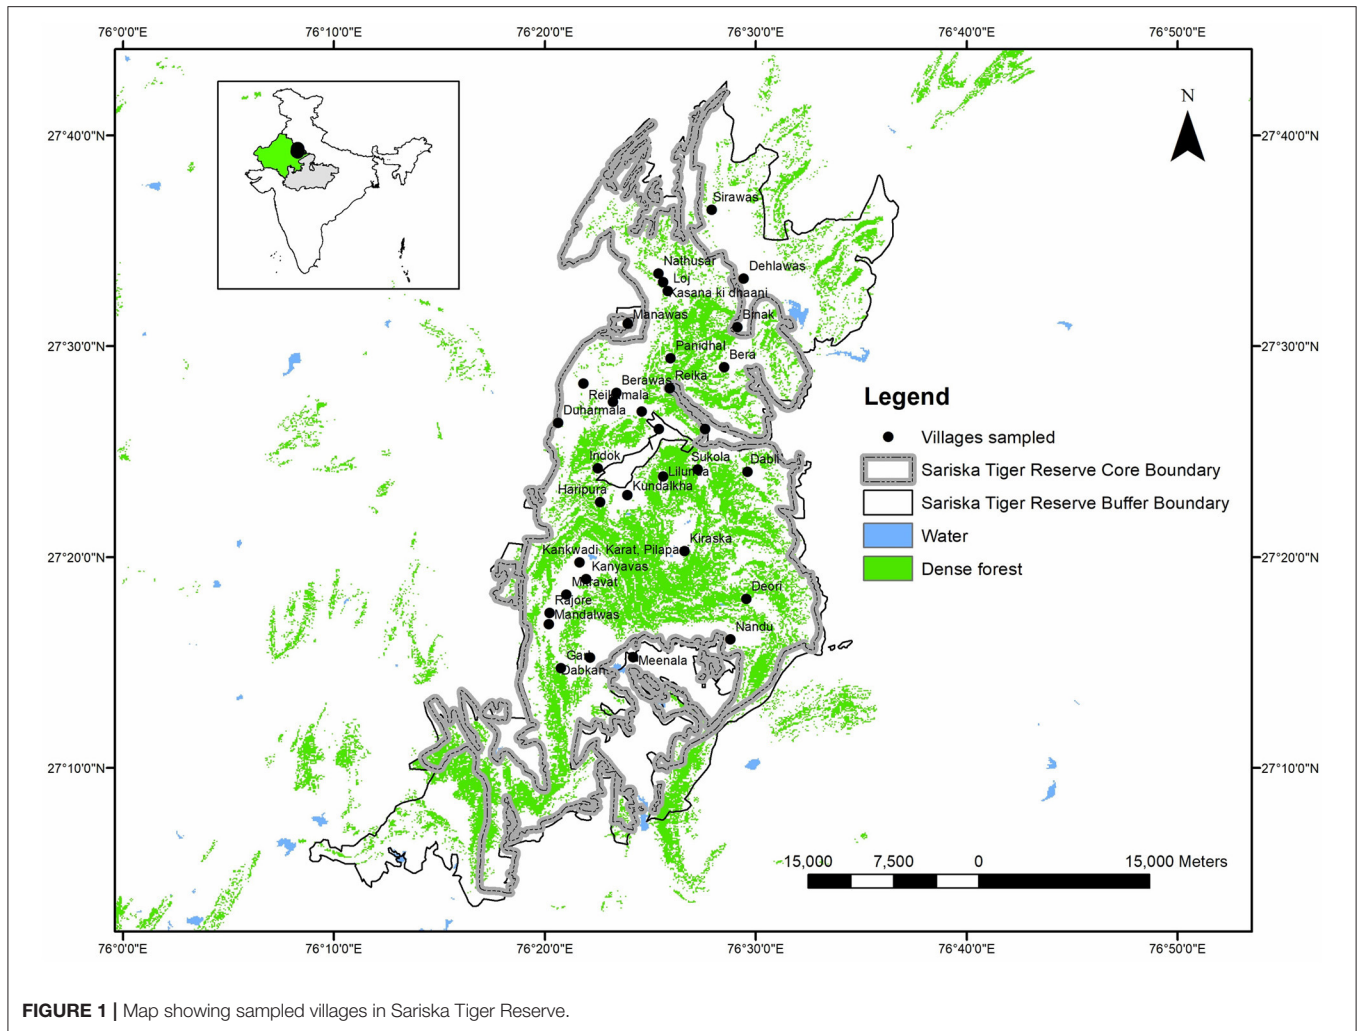 76°0'0"E 76°10'0"E 76°20'0"E 76°30'0"E 76°40'0"E 76°50'0"E
N
27°40'0"N 27°40'0"N
Sirawas
Nathusar
Dehlawas
Loj
Kasana ki dhaani
Manawas
Binak
27°30'0"N 27°30'0"N
Panidhal
Bera
Reika
Berawas
Duharmala
Legend
Villages sampled
Sariska Tiger Reserve Core Boundary
Sariska Tiger Reserve Buffer Boundary
Water
Dense forest
Indok
Sukola
Dabli
Haripura
Kundalkha
Kiraska
27°20'0"N 27°20'0"N
Kankwadi, Karat,
Kanyavas
Deori
Rajore
Mandalwas
Nandu
Meenala
Dabkan
27°10'0"N 27°10'0"N
15,000 7,500 0 15,000 Meters
76°0'0"E 76°10'0"E 76°20'0"E 76°30'0"E 76°40'0"E 76°50'0"E
FIGURE 1 | Map showing sampled villages in Sariska Tiger Reserve.